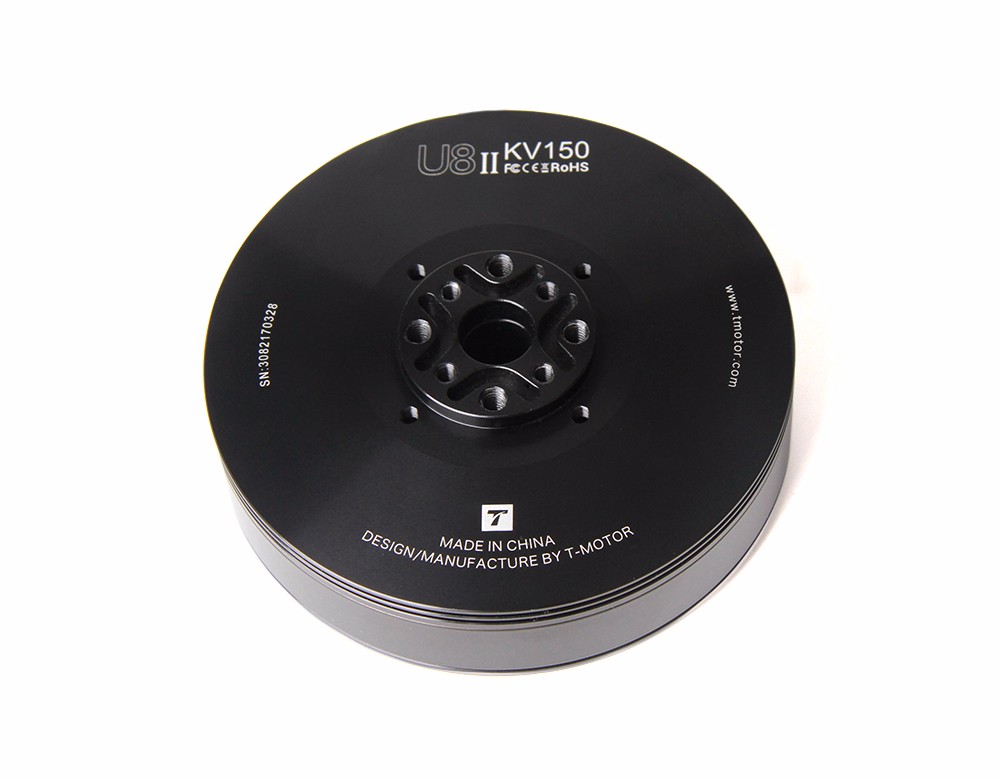 U8 II KV150
FC CE RoHS
SN:3082170328
www.tmotor.com
T
MADE IN CHINA
DESIGN/MANUFACTURE BY T-MOTOR